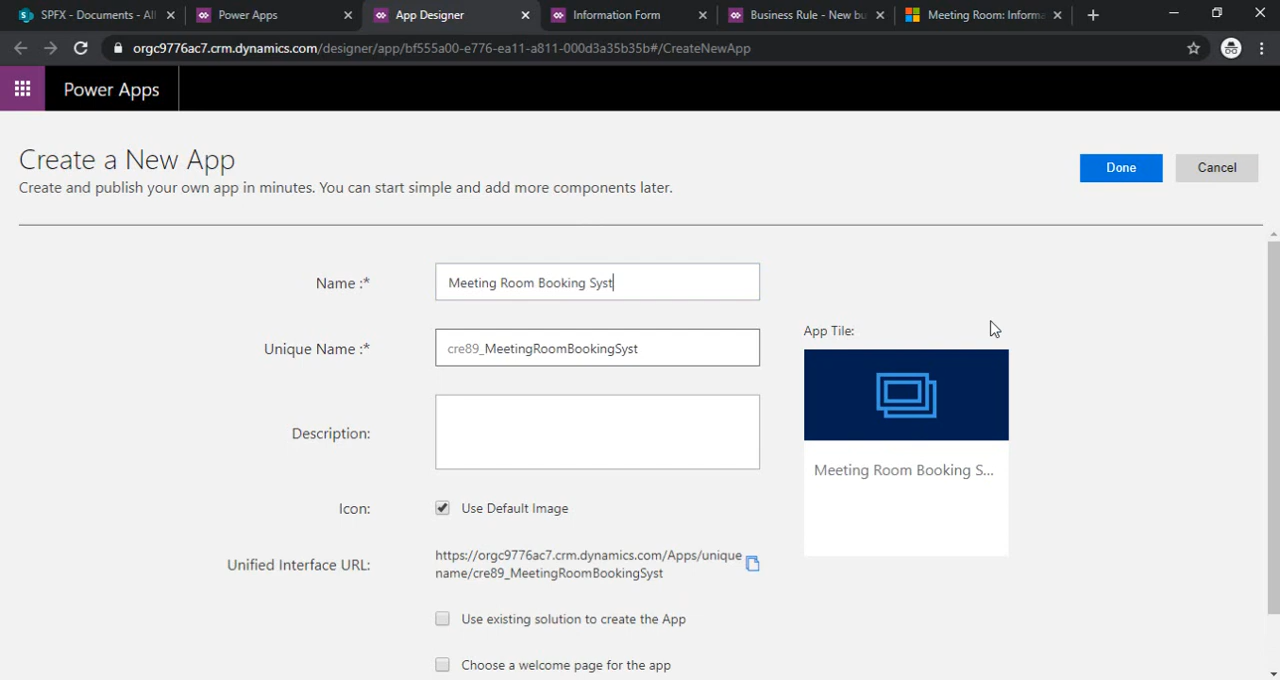 SPFX - Documents - All
Power Apps
App Designer
Information Form
Business Rule - New bu
Meeting Room: Informa
orgc9776ac7.crm.dynamics.com/designer/app/bf555a00-e776-ea11-a811-000d3a35b35b#/CreateNewApp
Power Apps
Create a New App
Create and publish your own app in minutes. You can start simple and add more components later.
Done
Cancel
Name :*
Meeting Room Booking Syst
Unique Name :*
cre89_MeetingRoomBookingSyst
App Tile:
Meeting Room Booking S...
Description:
Icon:
Use Default Image
Unified Interface URL:
https://orgc9776ac7.crm.dynamics.com/Apps/unique
name/cre89_MeetingRoomBookingSyst
Use existing solution to create the App
Choose a welcome page for the app